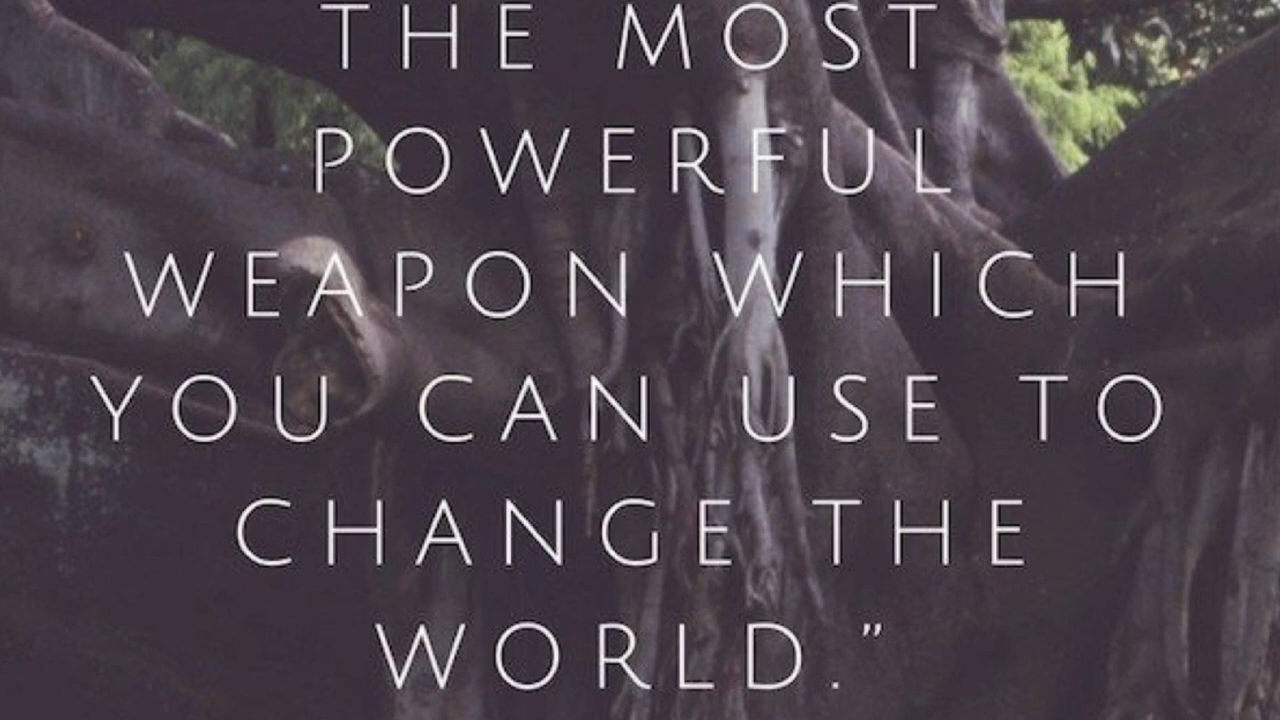 THE MOST
POWERFUL
WEAPON WHICH
YOU CAN USE TO
CHANGE THE
WORLD.”